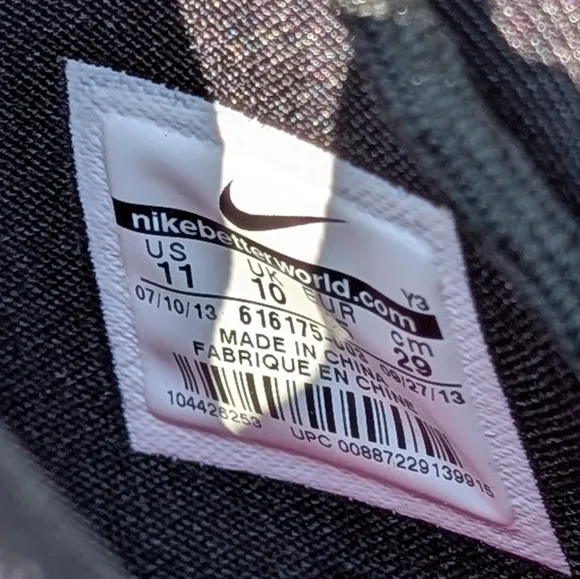 nikebetterworld.com
Y3
US UK EUR cm
11 10 29
07/10/13 616175-003 09/27/13
MADE IN CHINA
FABRIQUE EN CHINE
104426253 UPC 00887229139915